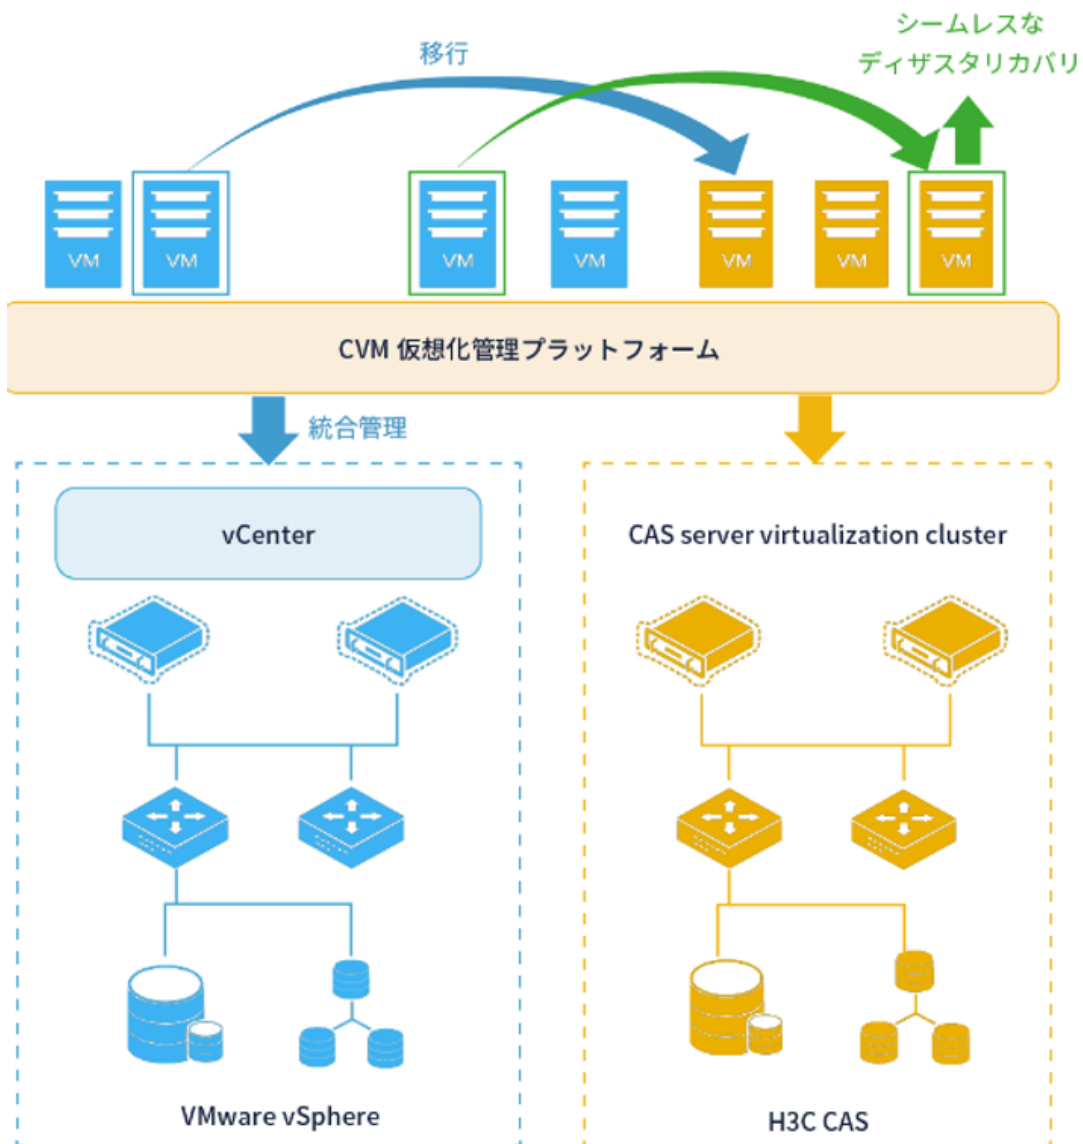 シームレスな
ディザスタリカバリ
移行
VM
VM
VM
VM
VM
VM
VM
CVM 仮想化管理プラットフォーム
統合管理
vCenter
CAS server virtualization cluster
VMware vSphere
H3C CAS